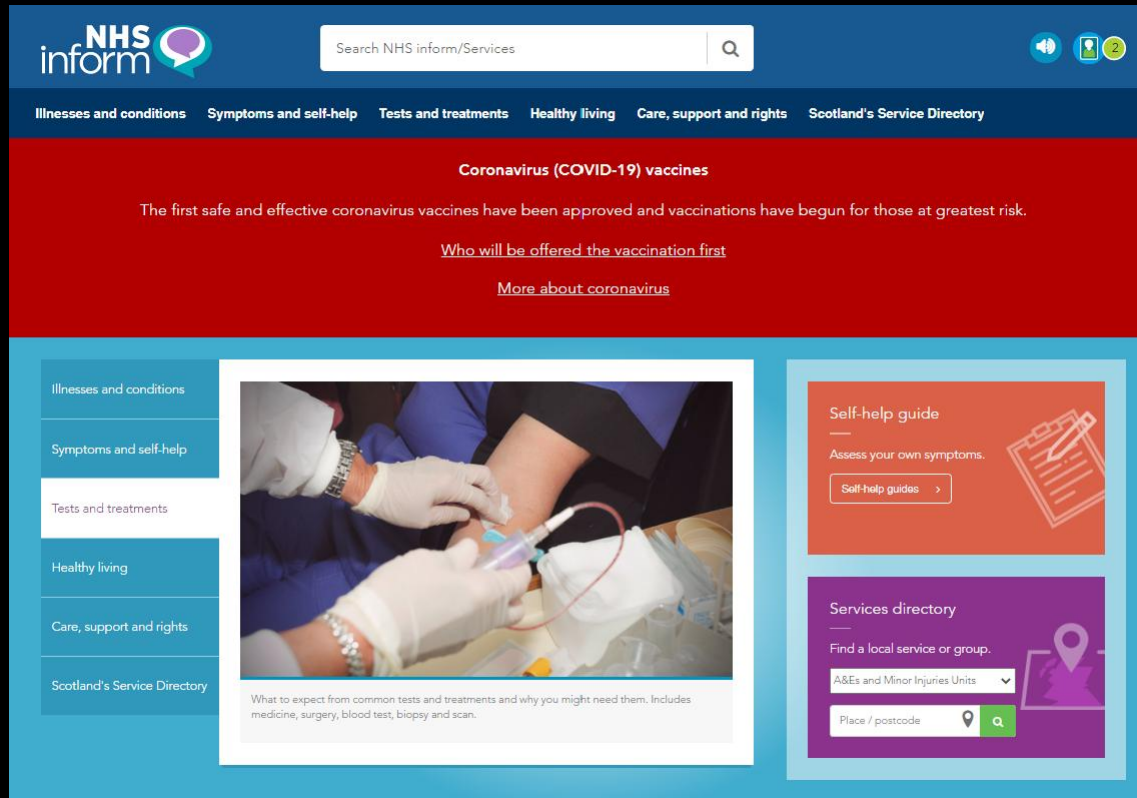 NHS
inform
Search NHS inform/Services
2
Illnesses and conditions Symptoms and self-help Tests and treatments Healthy living Care, support and rights Scotland's Service Directory
Coronavirus (COVID-19) vaccines
The first safe and effective coronavirus vaccines have been approved and vaccinations have begun for those at greatest risk.
Who will be offered the vaccination first
More about coronavirus
Illnesses and conditions
Symptoms and self-help
Tests and treatments
Healthy living
Care, support and rights
Scotland's Service Directory
What to expect from common tests and treatments and why you might need them. Includes
medicine, surgery, blood test, biopsy and scan.
Self-help guide
Assess your own symptoms.
Self-help guides >
Services directory
Find a local service or group.
A&Es and Minor Injuries Units
Place / postcode